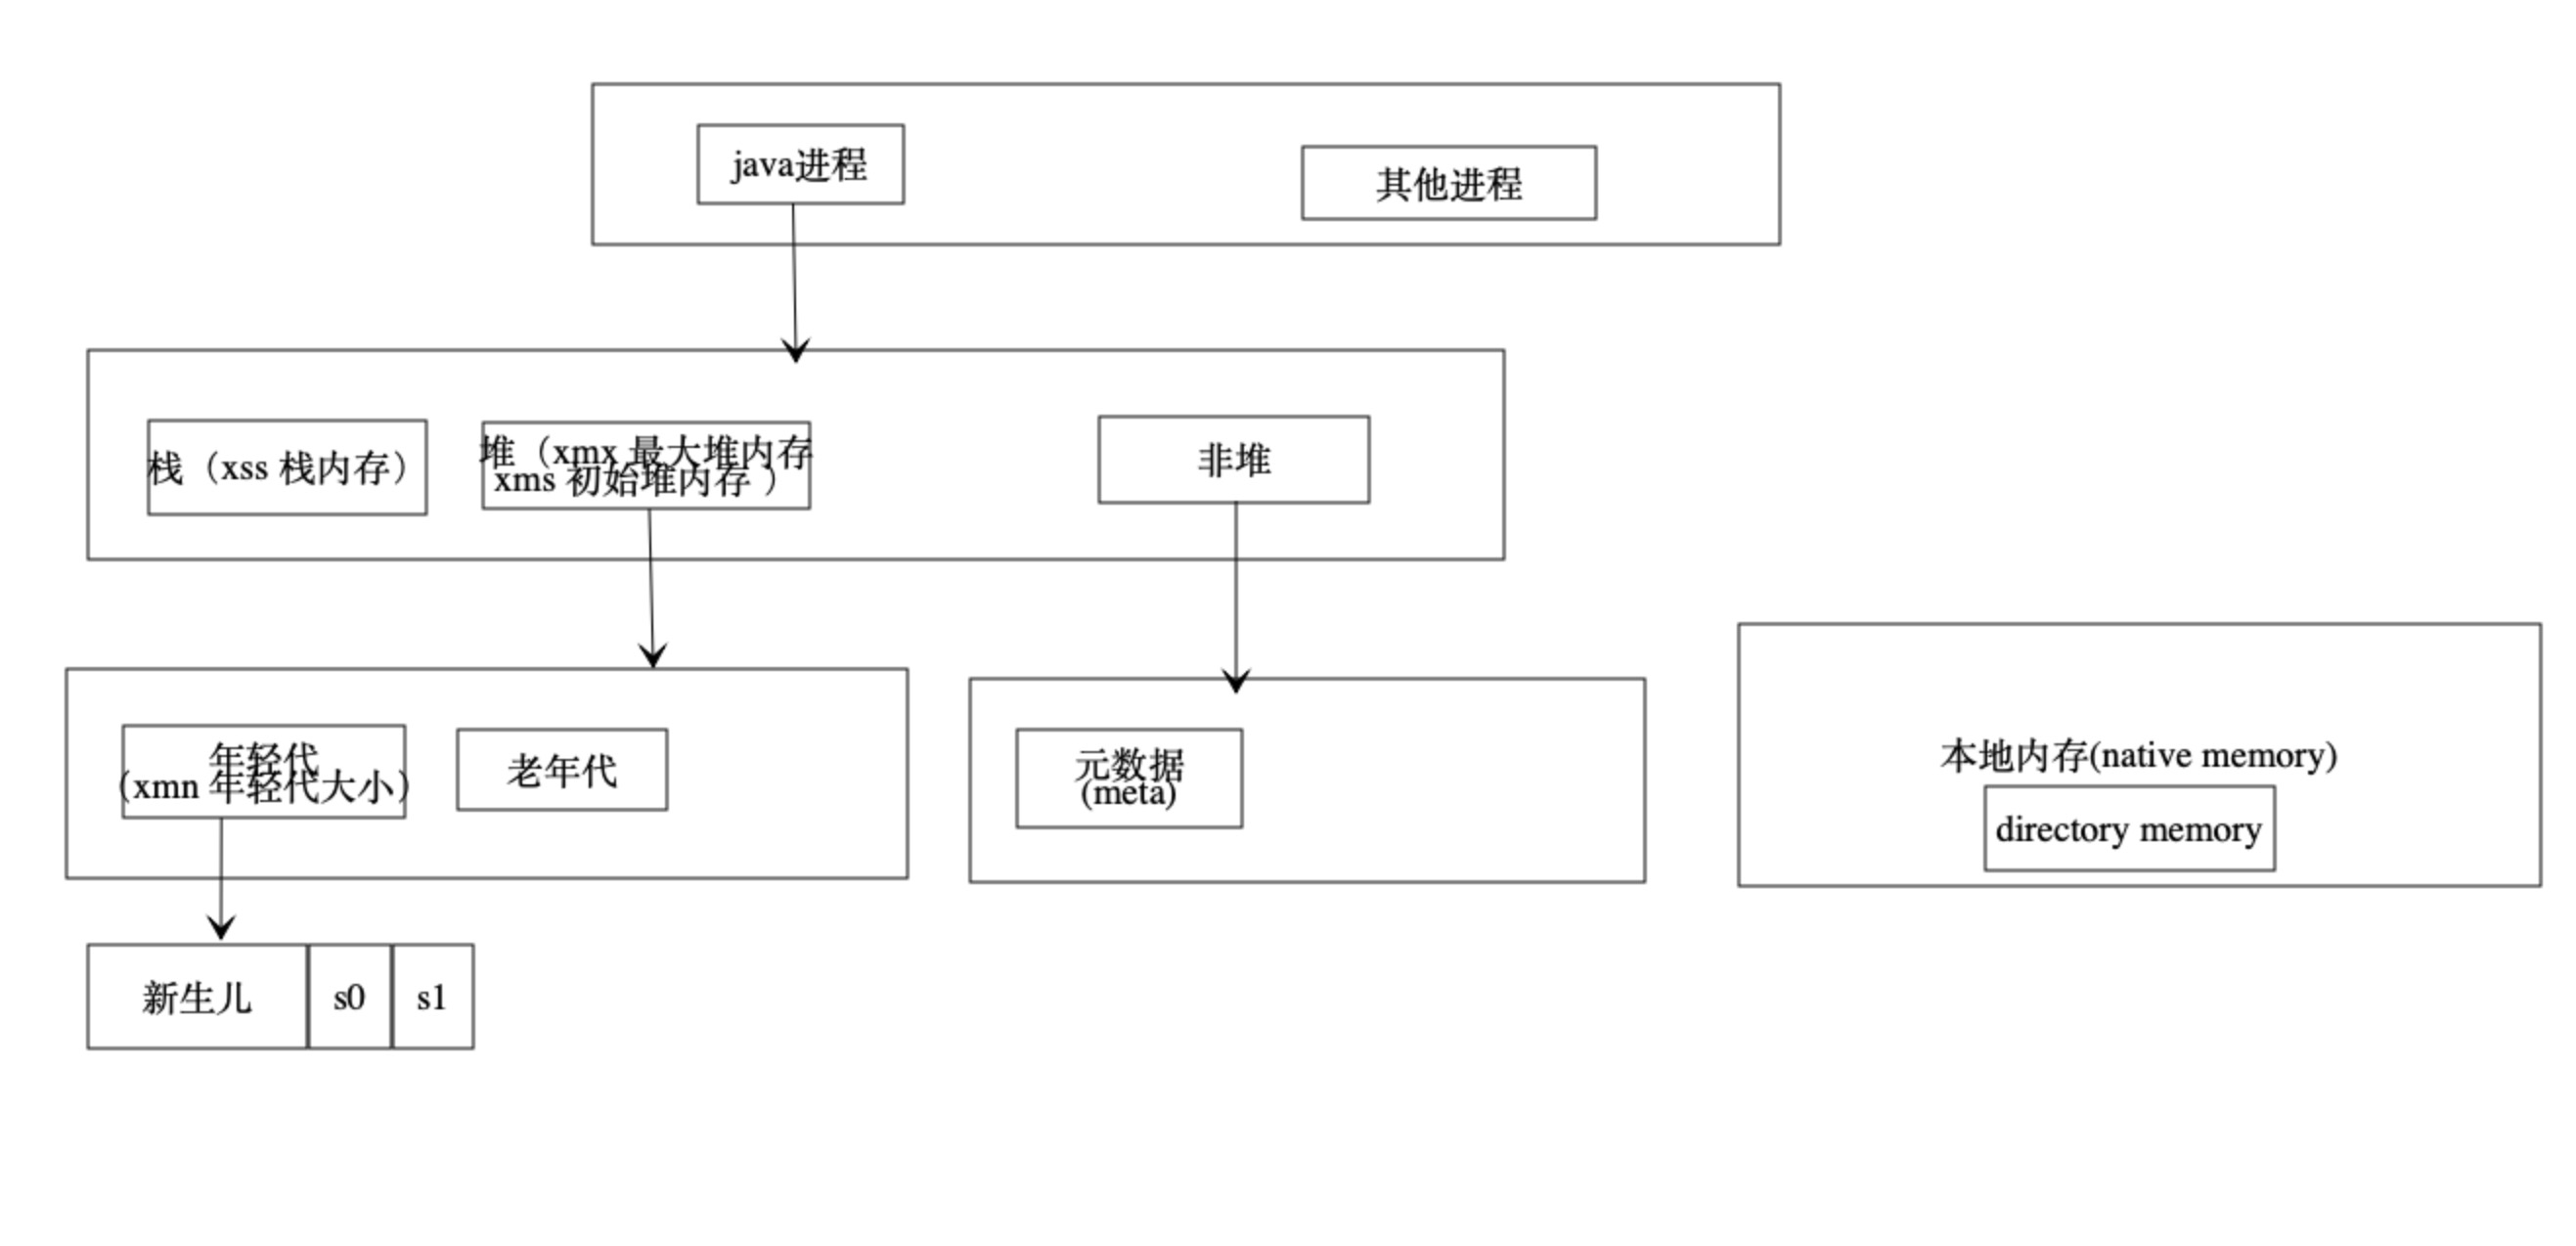 java进程
其他进程
栈（xss 栈内存）
堆（xmx 最大堆内存
xms 初始堆内存 ）
非堆
年轻代
（xmn 年轻代大小）
老年代
元数据
(meta)
本地内存(native memory)
directory memory
新生儿
s0
s1